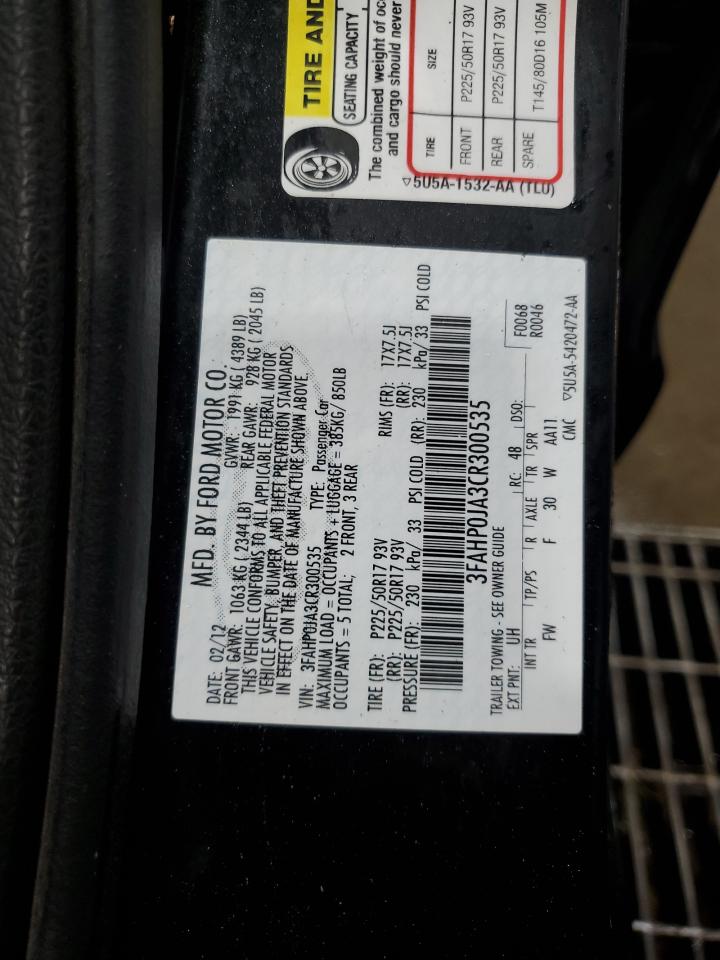 MFD. BY FORD MOTOR CO.
DATE: 02/12 GVWR: 1991 KG ( 4389 LB)
FRONT GAWR: 1063 KG ( 2344 LB) REAR GAWR: 928 KG ( 2045 LB)
THIS VEHICLE CONFORMS TO ALL APPLICABLE FEDERAL MOTOR
VEHICLE SAFETY, BUMPER, AND THEFT PREVENTION STANDARDS
IN EFFECT ON THE DATE OF MANUFACTURE SHOWN ABOVE.
VIN: 3FAHP0JA3CR300535 TYPE: Passenger Car
MAXIMUM LOAD = OCCUPANTS + LUGGAGE = 385KG/ 850LB
OCCUPANTS = 5 TOTAL; 2 FRONT, 3 REAR
TIRE (FR): P225/50R17 93V RIMS (FR): 17X7.5J
(RR): P225/50R17 93V (RR): 17X7.5J
PRESSURE (FR): 230 kPa/ 33 PSI COLD (RR): 230 kPa/ 33 PSI COLD
3FAHP0JA3CR300535
TRAILER TOWING - SEE OWNER GUIDE
F0068
R0046
EXT PNT: UH RC: 48 DSO:
INT TR TP/PS R AXLE TR SPR
FW F 30 W AA11
CMC ▽5U5A-5420472-AA
TIRE AND
SEATING CAPACITY
The combined weight of oc
and cargo should never
TIRE SIZE
FRONT P225/50R17 93V
REAR P225/50R17 93V
SPARE T145/80D16 105M
▽5U5A-1532-AA (TLU)